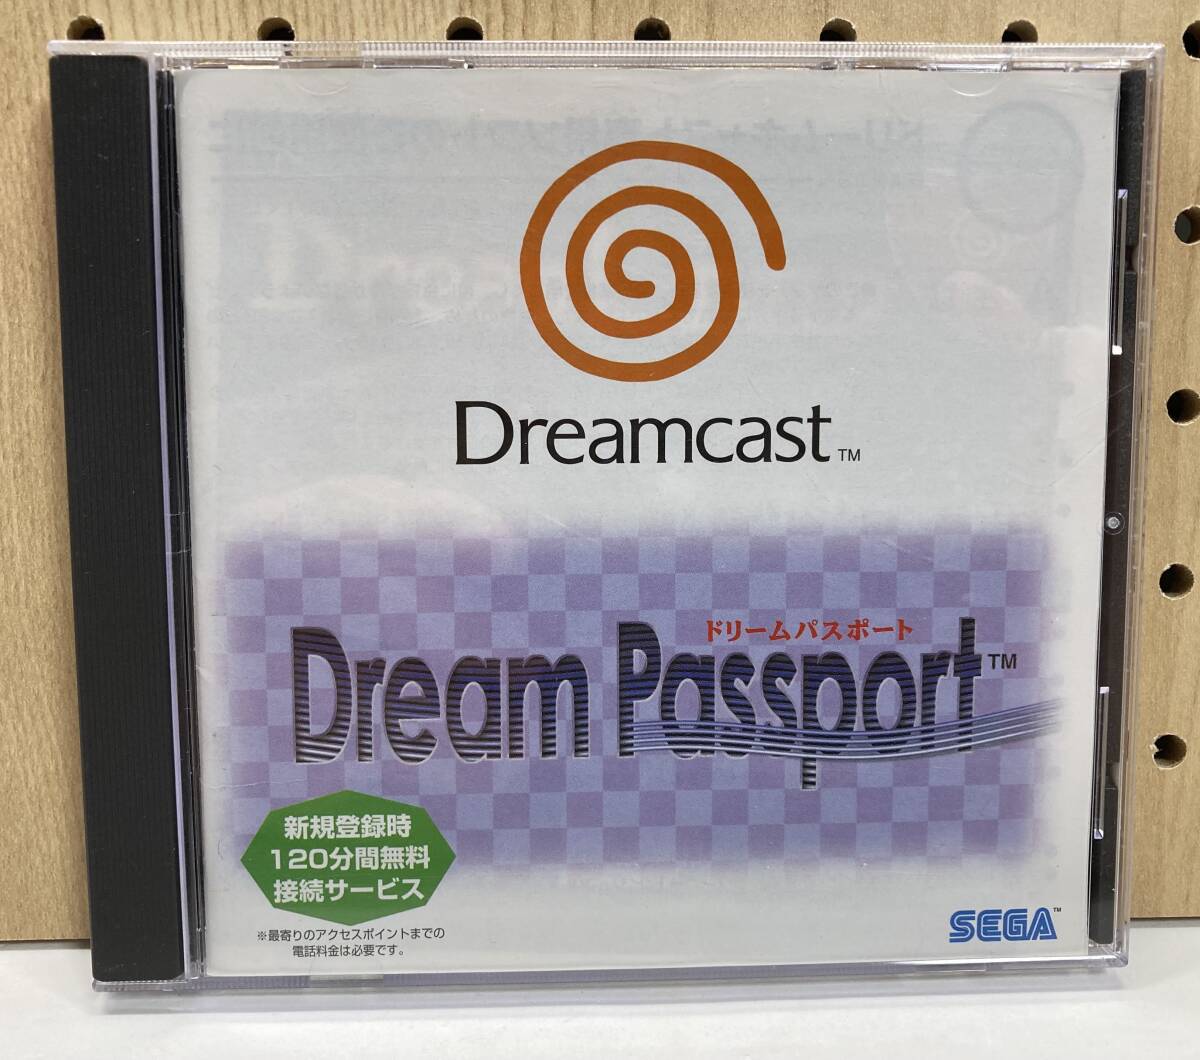 Dreamcast™
ドリームパスポート
Dream Passport™
新規登録時
120分間無料
接続サービス
※最寄りのアクセスポイントまでの
電話料金は必要です。
SEGA™